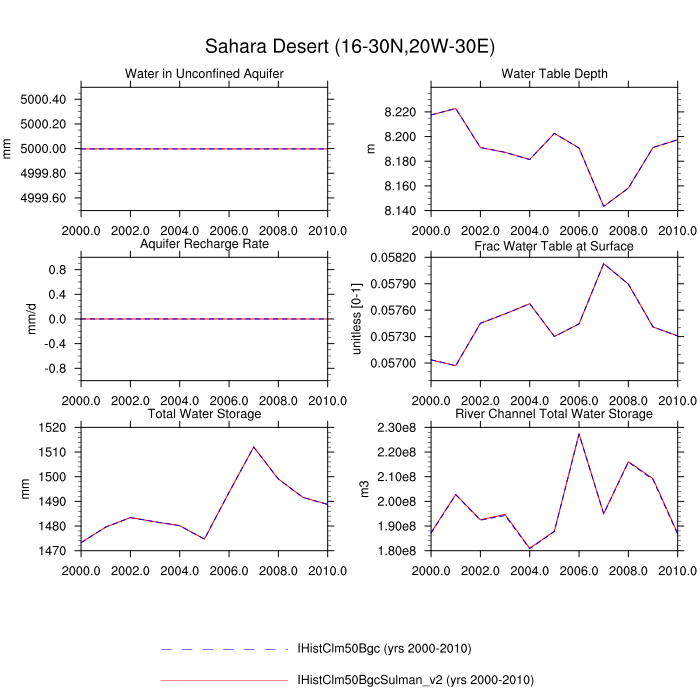 Sahara Desert (16-30N,20W-30E)
Water in Unconfined Aquifer
mm
5000.40
5000.20
5000.00
4999.80
4999.60
2000.0 2002.0 2004.0 2006.0 2008.0 2010.0
Water Table Depth
m
8.220
8.200
8.180
8.160
8.140
2000.0 2002.0 2004.0 2006.0 2008.0 2010.0
Aquifer Recharge Rate
mm/d
0.8
0.4
0.0
-0.4
-0.8
2000.0 2002.0 2004.0 2006.0 2008.0 2010.0
Frac Water Table at Surface
unitless [0-1]
0.05820
0.05790
0.05760
0.05730
0.05700
2000.0 2002.0 2004.0 2006.0 2008.0 2010.0
Total Water Storage
mm
1520
1510
1500
1490
1480
1470
2000.0 2002.0 2004.0 2006.0 2008.0 2010.0
River Channel Total Water Storage
m3
2.30e8
2.20e8
2.10e8
2.00e8
1.90e8
1.80e8
2000.0 2002.0 2004.0 2006.0 2008.0 2010.0
IHistClm50Bgc (yrs 2000-2010)
IHistClm50BgcSulman_v2 (yrs 2000-2010)